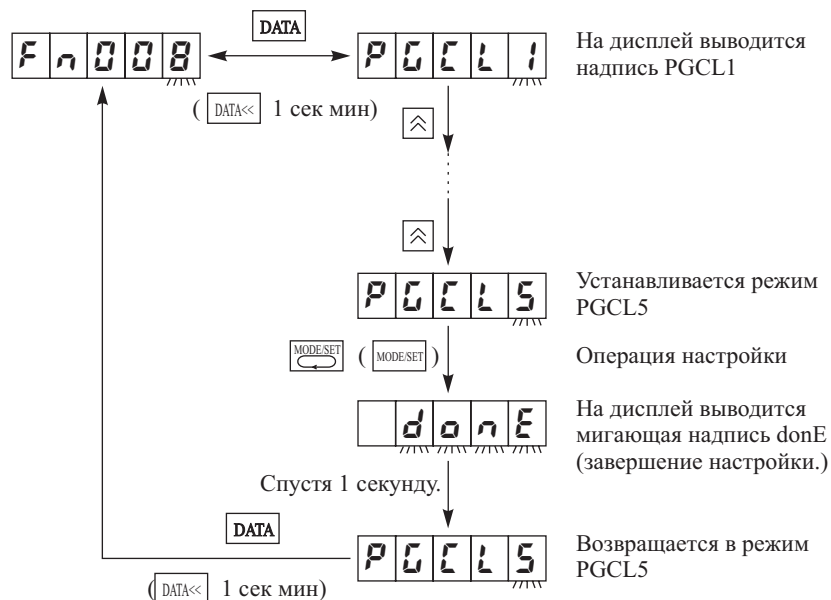 DATA
Fn008
PGCL1
На дисплей выводится
надпись PGCL1
( DATA<< 1 сек мин)
PGCL5
Устанавливается режим
PGCL5
MODE/SET ( MODE/SET )
Операция настройки
donE
На дисплей выводится
мигающая надпись donE
(завершение настройки.)
Спустя 1 секунду.
DATA
PGCL5
Возвращается в режим
PGCL5
( DATA<< 1 сек мин)